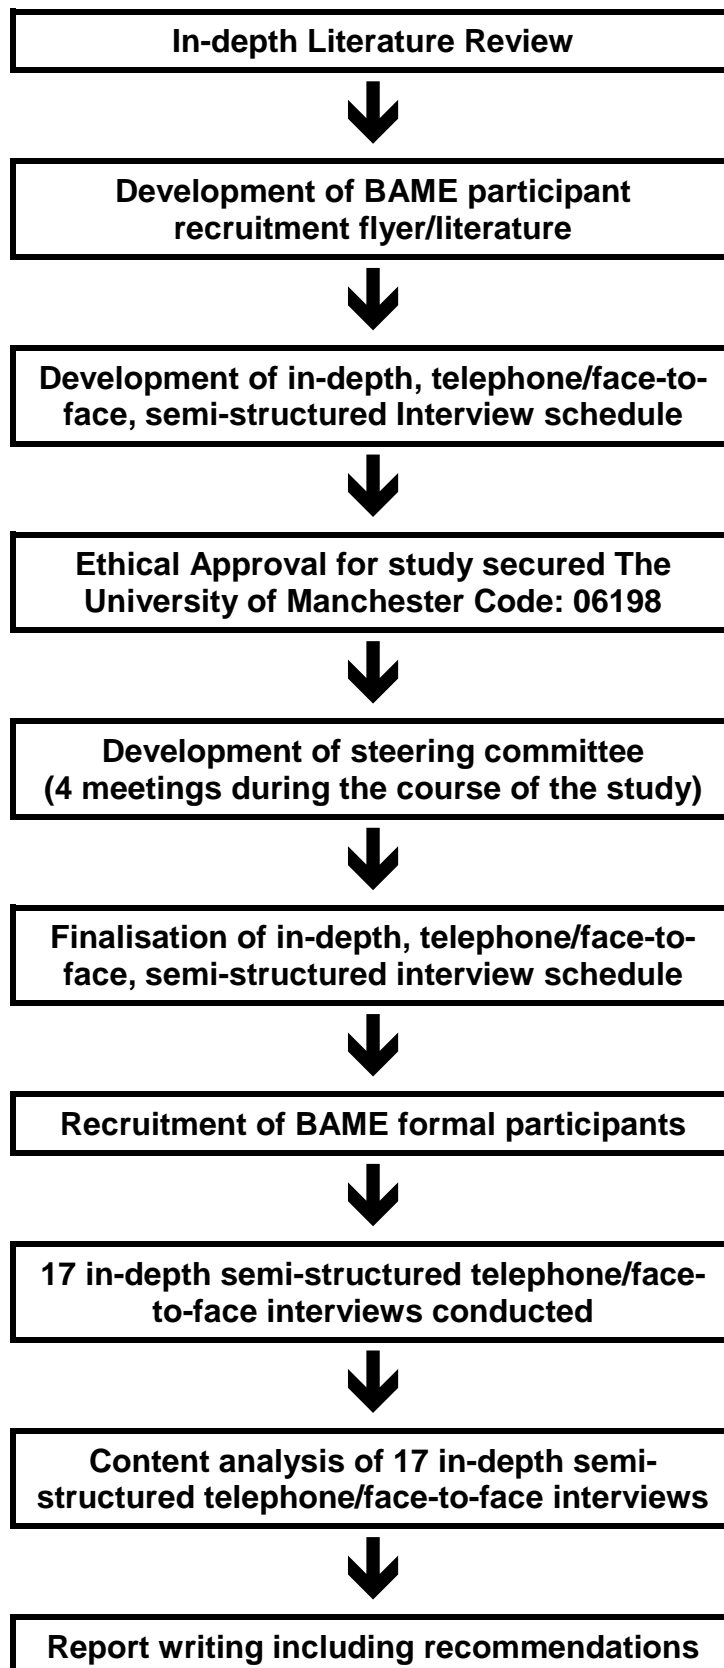 In-depth Literature Review
Development of BAME participant
recruitment flyer/literature
Development of in-depth, telephone/face-to-
face, semi-structured Interview schedule
Ethical Approval for study secured The
University of Manchester Code: 06198
Development of steering committee
(4 meetings during the course of the study)
Finalisation of in-depth, telephone/face-to-
face, semi-structured interview schedule
Recruitment of BAME formal participants
17 in-depth semi-structured telephone/face-
to-face interviews conducted
Content analysis of 17 in-depth semi-
structured telephone/face-to-face interviews
Report writing including recommendations